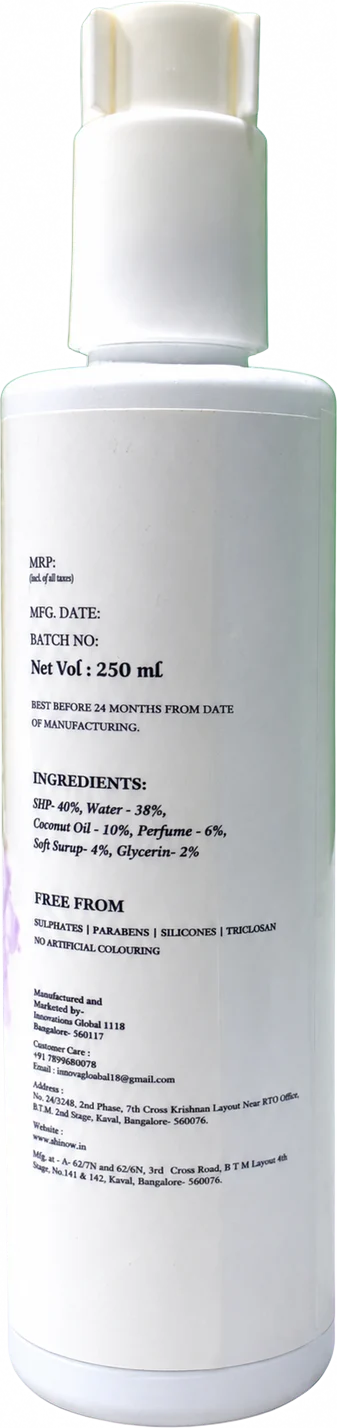 MRP:
(incl. of all taxes)
MFG. DATE:
BATCH NO:
Net Vol : 250 ml
BEST BEFORE 24 MONTHS FROM DATE
OF MANUFACTURING.
INGREDIENTS:
SHP- 40%, Water - 38%,
Coconut Oil - 10%, Perfume - 6%,
Soft Surup- 4%, Glycerin- 2%
FREE FROM
SULPHATES | PARABENS | SILICONES | TRICLOSAN
NO ARTIFICIAL COLOURING
Manufactured and
Marketed by-
Innovations Global 1118
Bangalore- 560117
Customer Care :
+91 7899680078
Email : innovagloabal18@gmail.com
Address :
No. 24/3248, 2nd Phase, 7th Cross Krishnan Layout Near RTO Office,
B.T.M. 2nd Stage, Kaval, Bangalore- 560076.
Website :
www.ahinow.in
Mfg. at - A- 62/7N and 62/6N, 3rd Cross Road, B T M Layout 4th
Stage, No.141 & 142, Kaval, Bangalore- 560076.